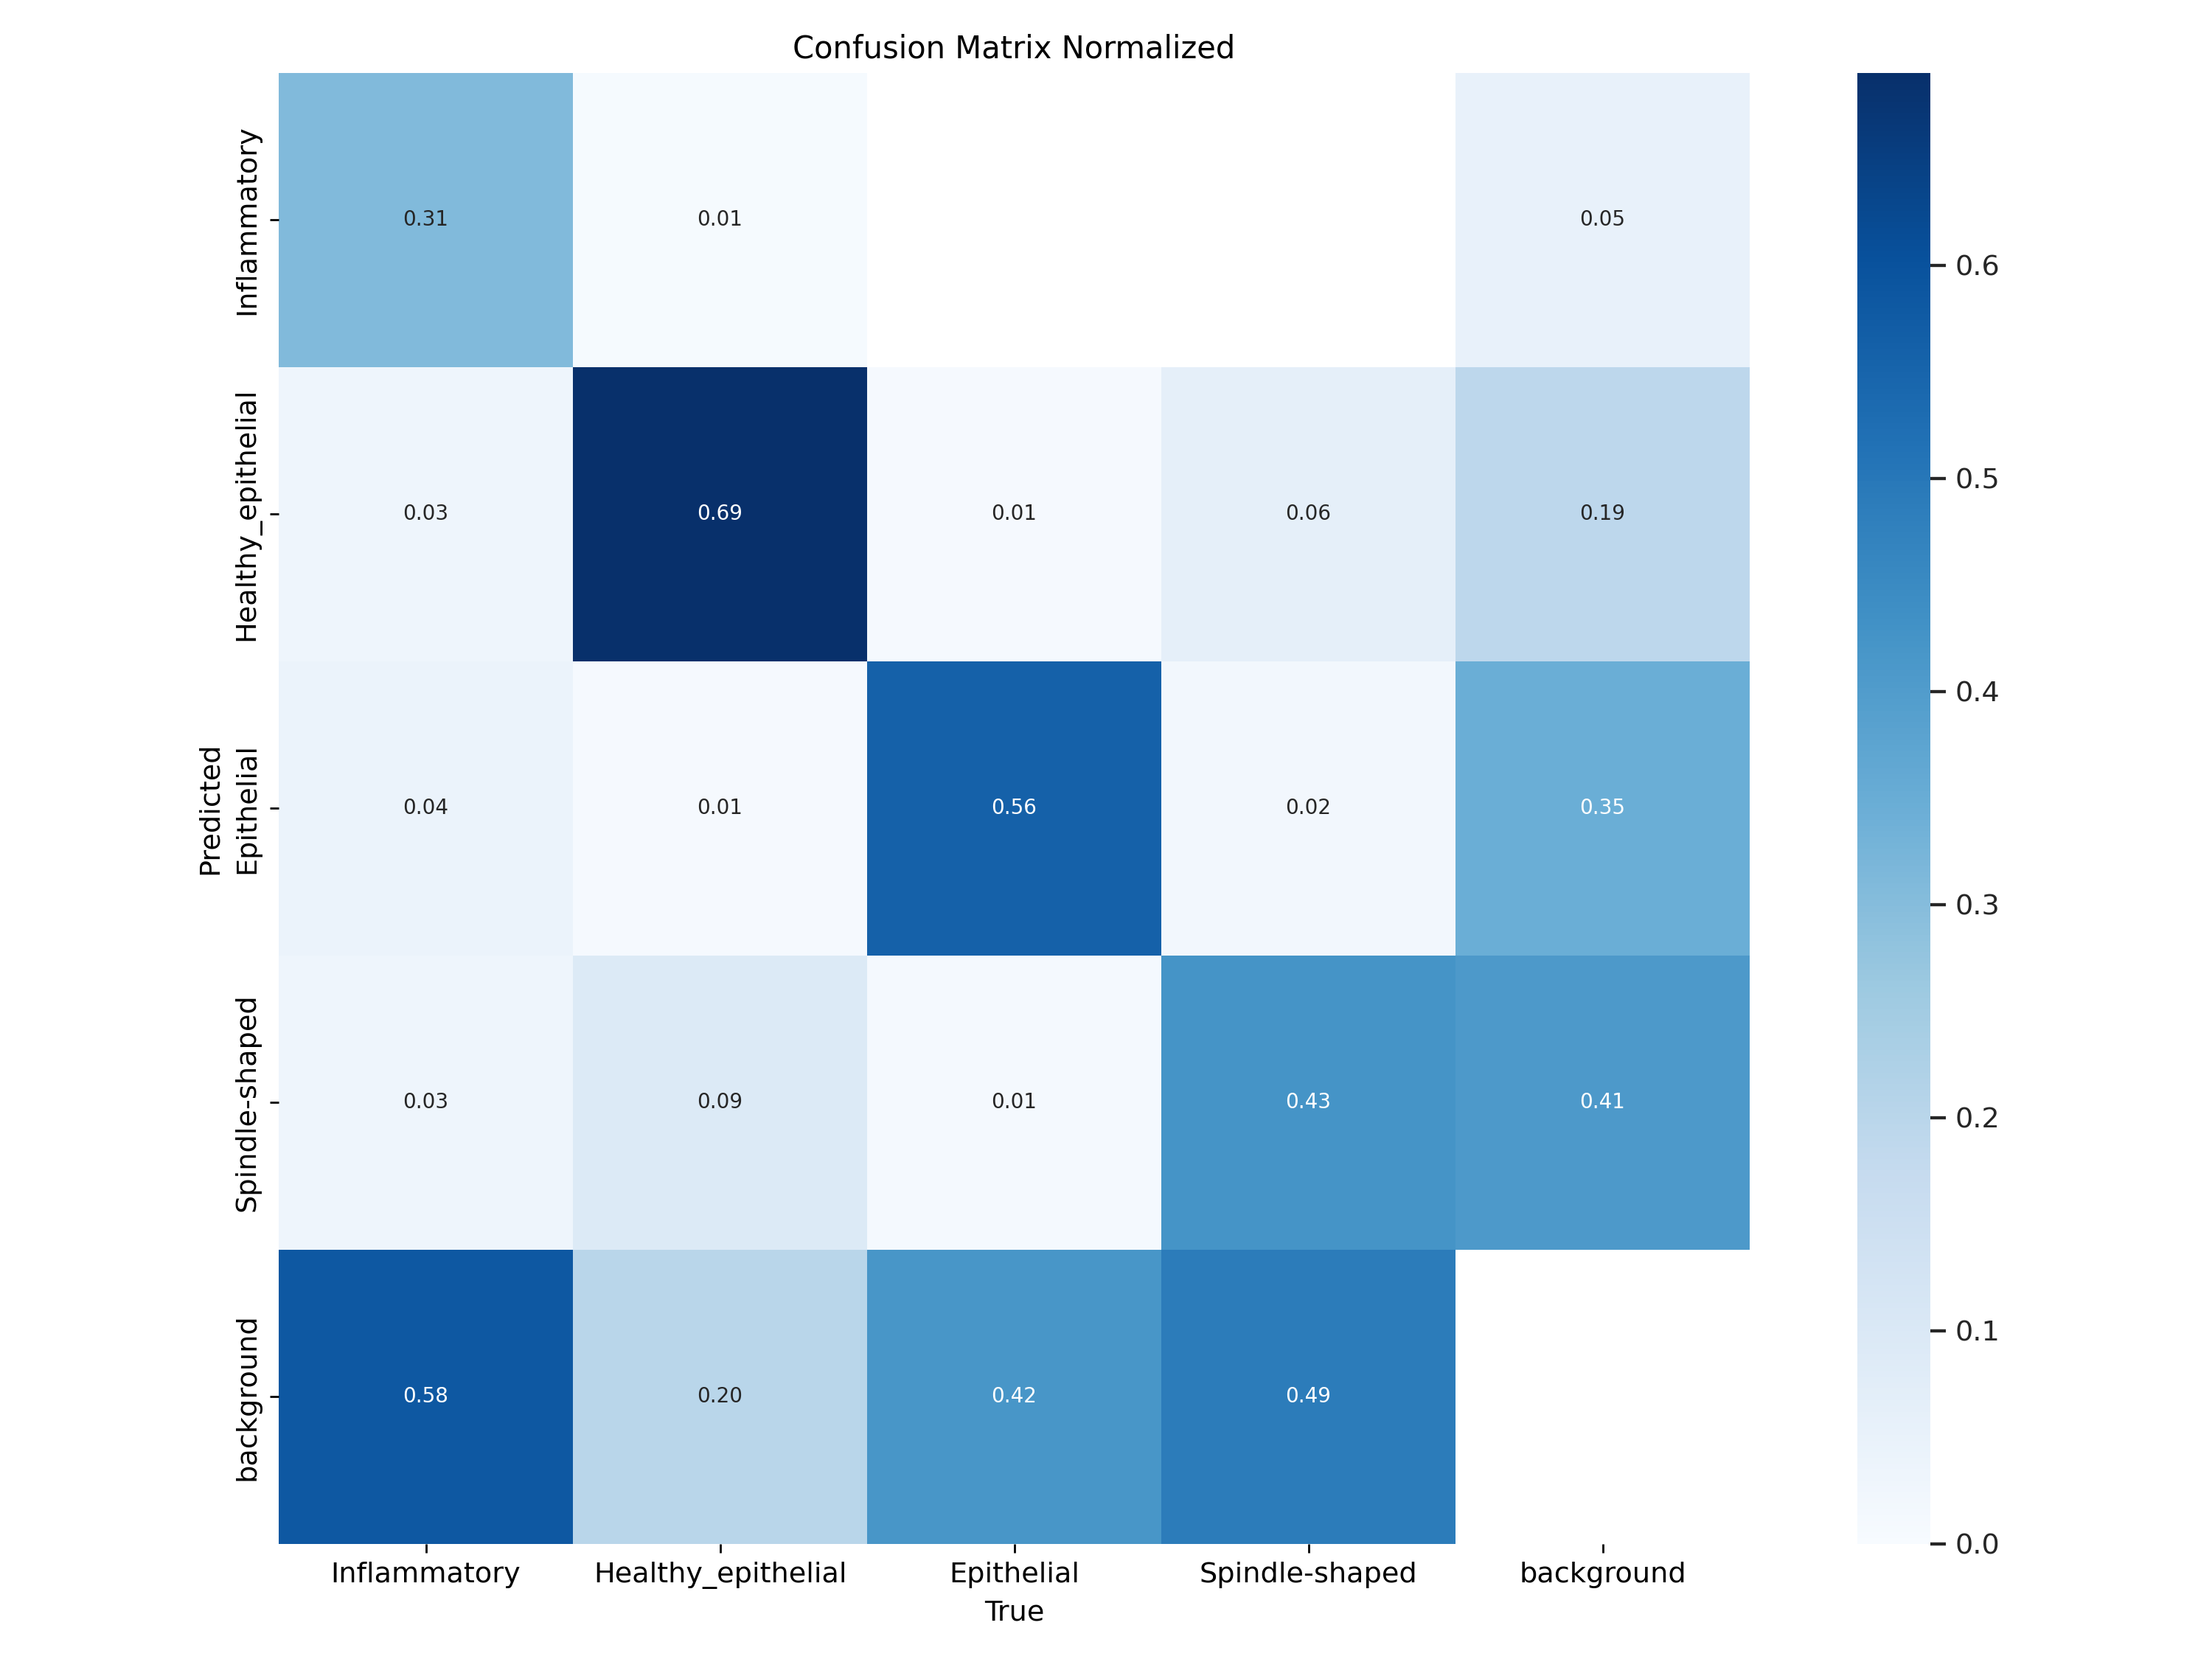 Confusion Matrix Normalized
Inflammatory
0.31
0.01
0.05
Healthy_epithelial
0.03
0.69
0.01
0.06
0.19
Predicted
Epithelial
0.04
0.01
0.56
0.02
0.35
Spindle-shaped
0.03
0.09
0.01
0.43
0.41
background
0.58
0.20
0.42
0.49
Inflammatory
Healthy_epithelial
Epithelial
Spindle-shaped
background
True
0.6
0.5
0.4
0.3
0.2
0.1
0.0